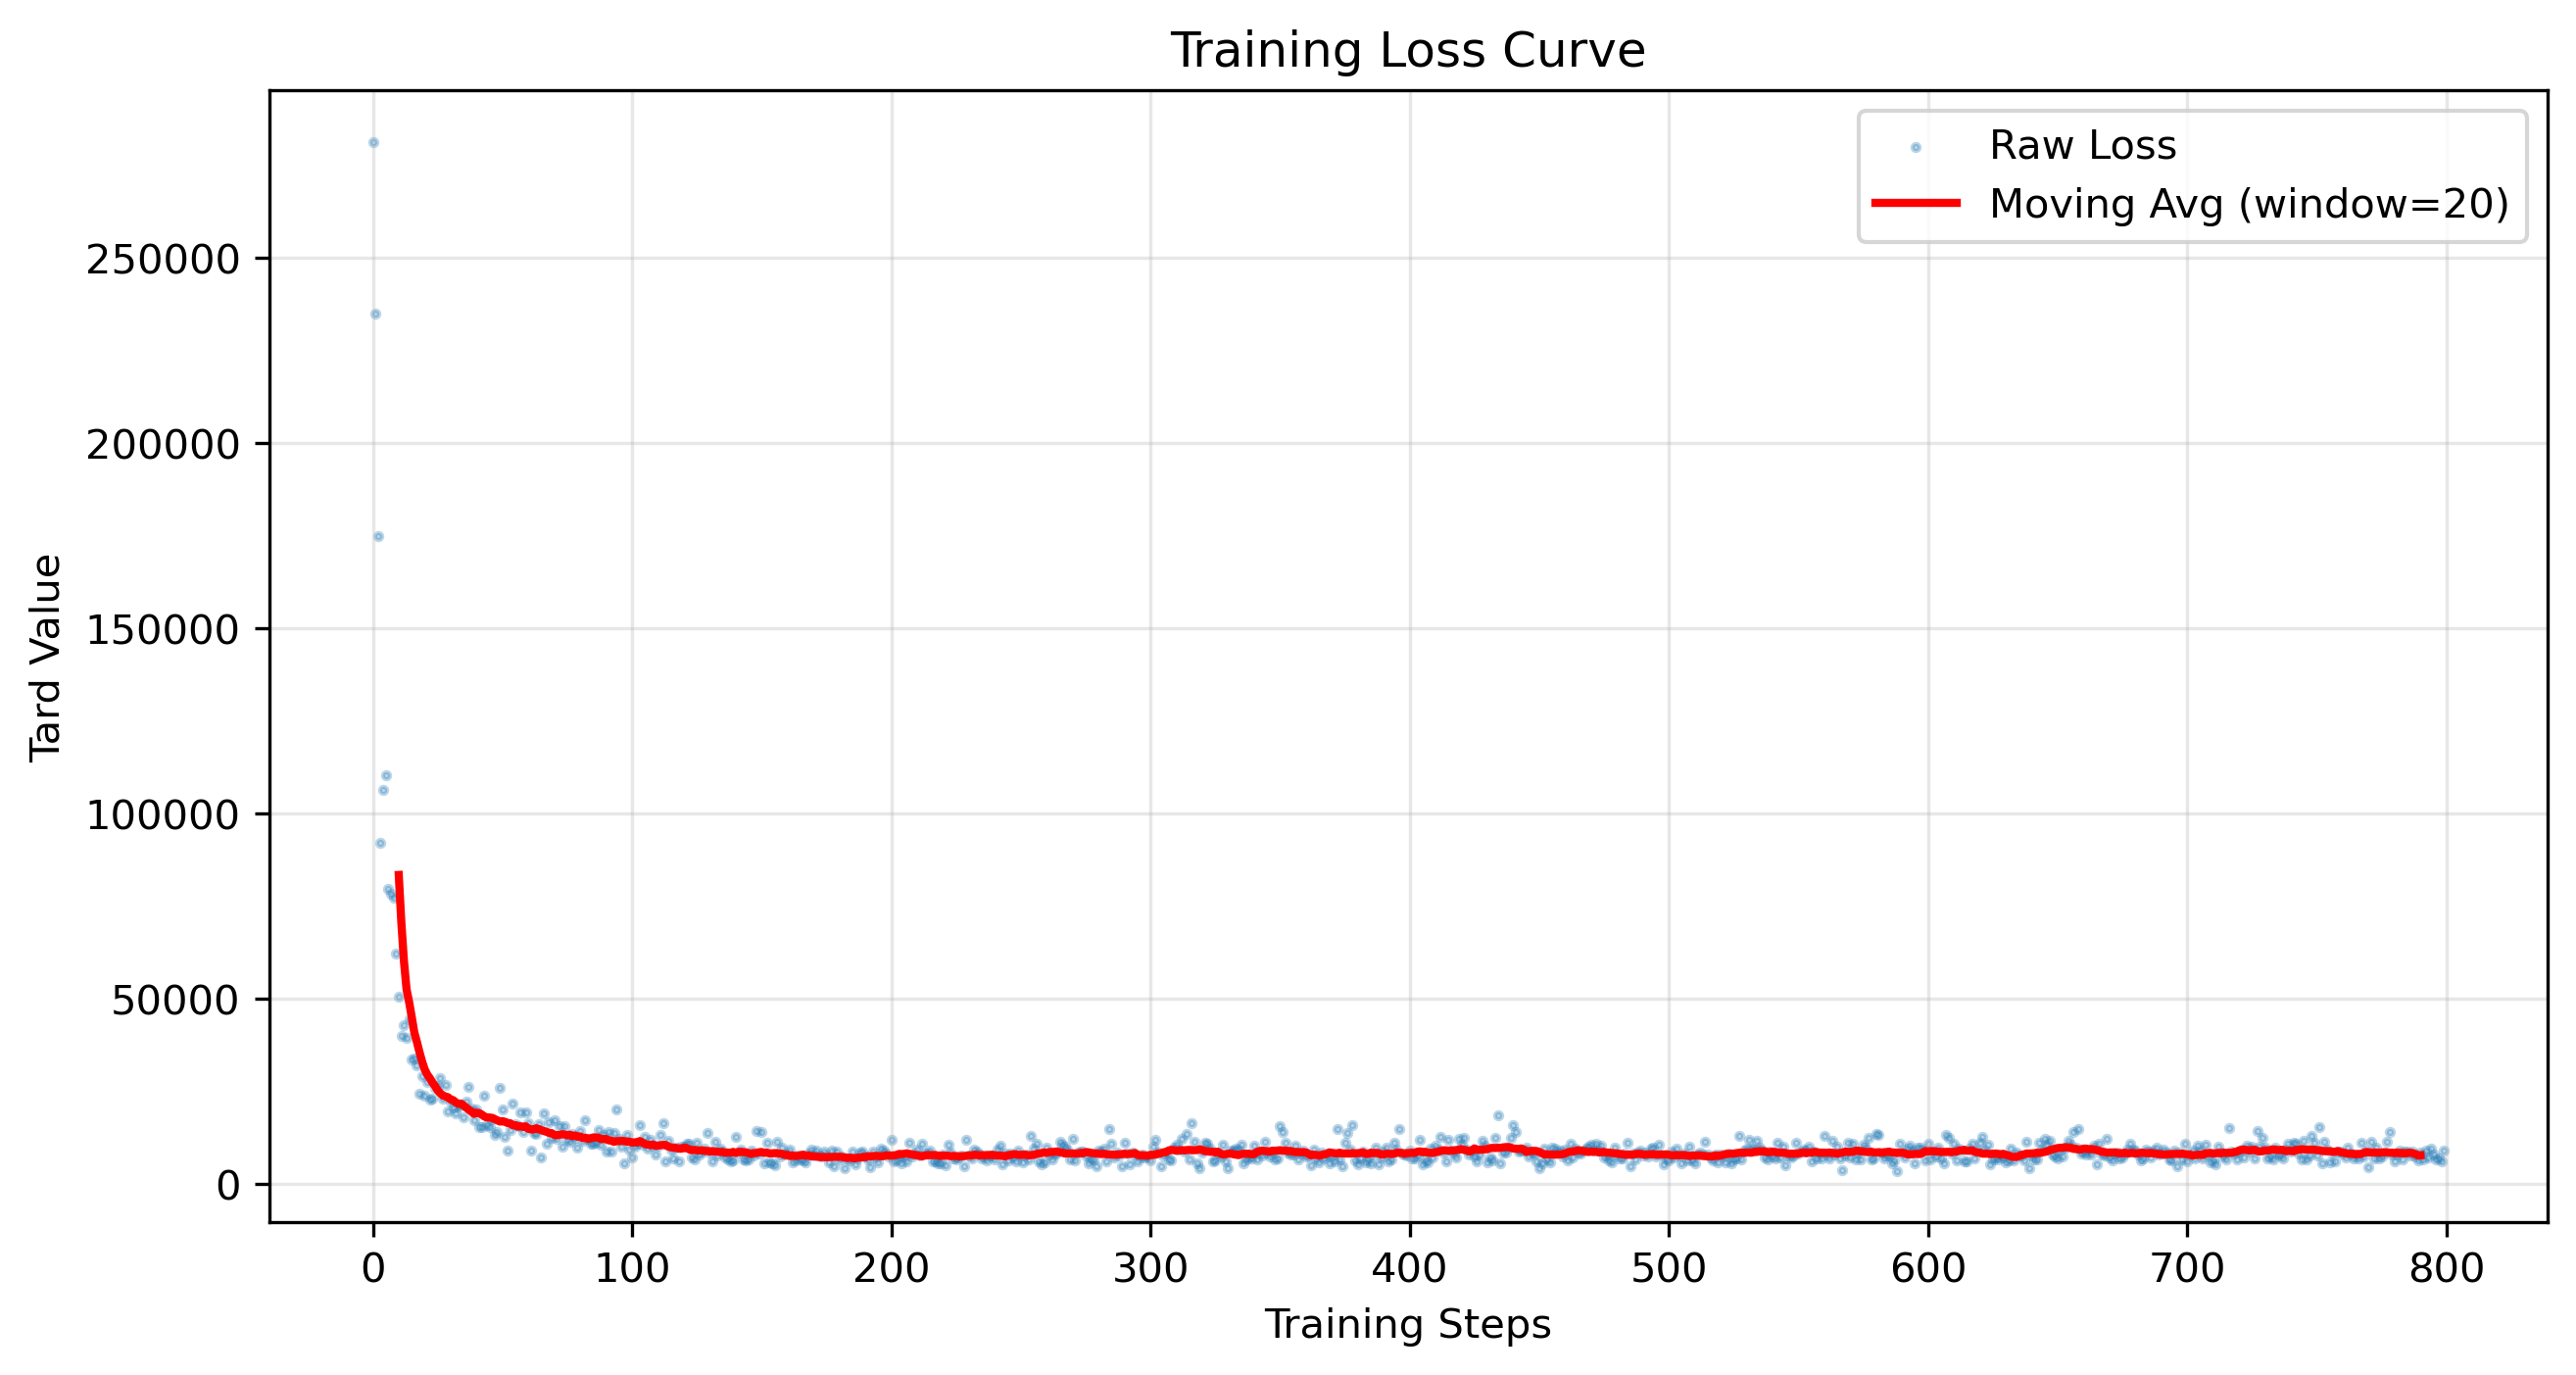 Training Loss Curve
Raw Loss
Moving Avg (window=20)
Tard Value
250000
200000
150000
100000
50000
0
0 100 200 300 400 500 600 700 800
Training Steps